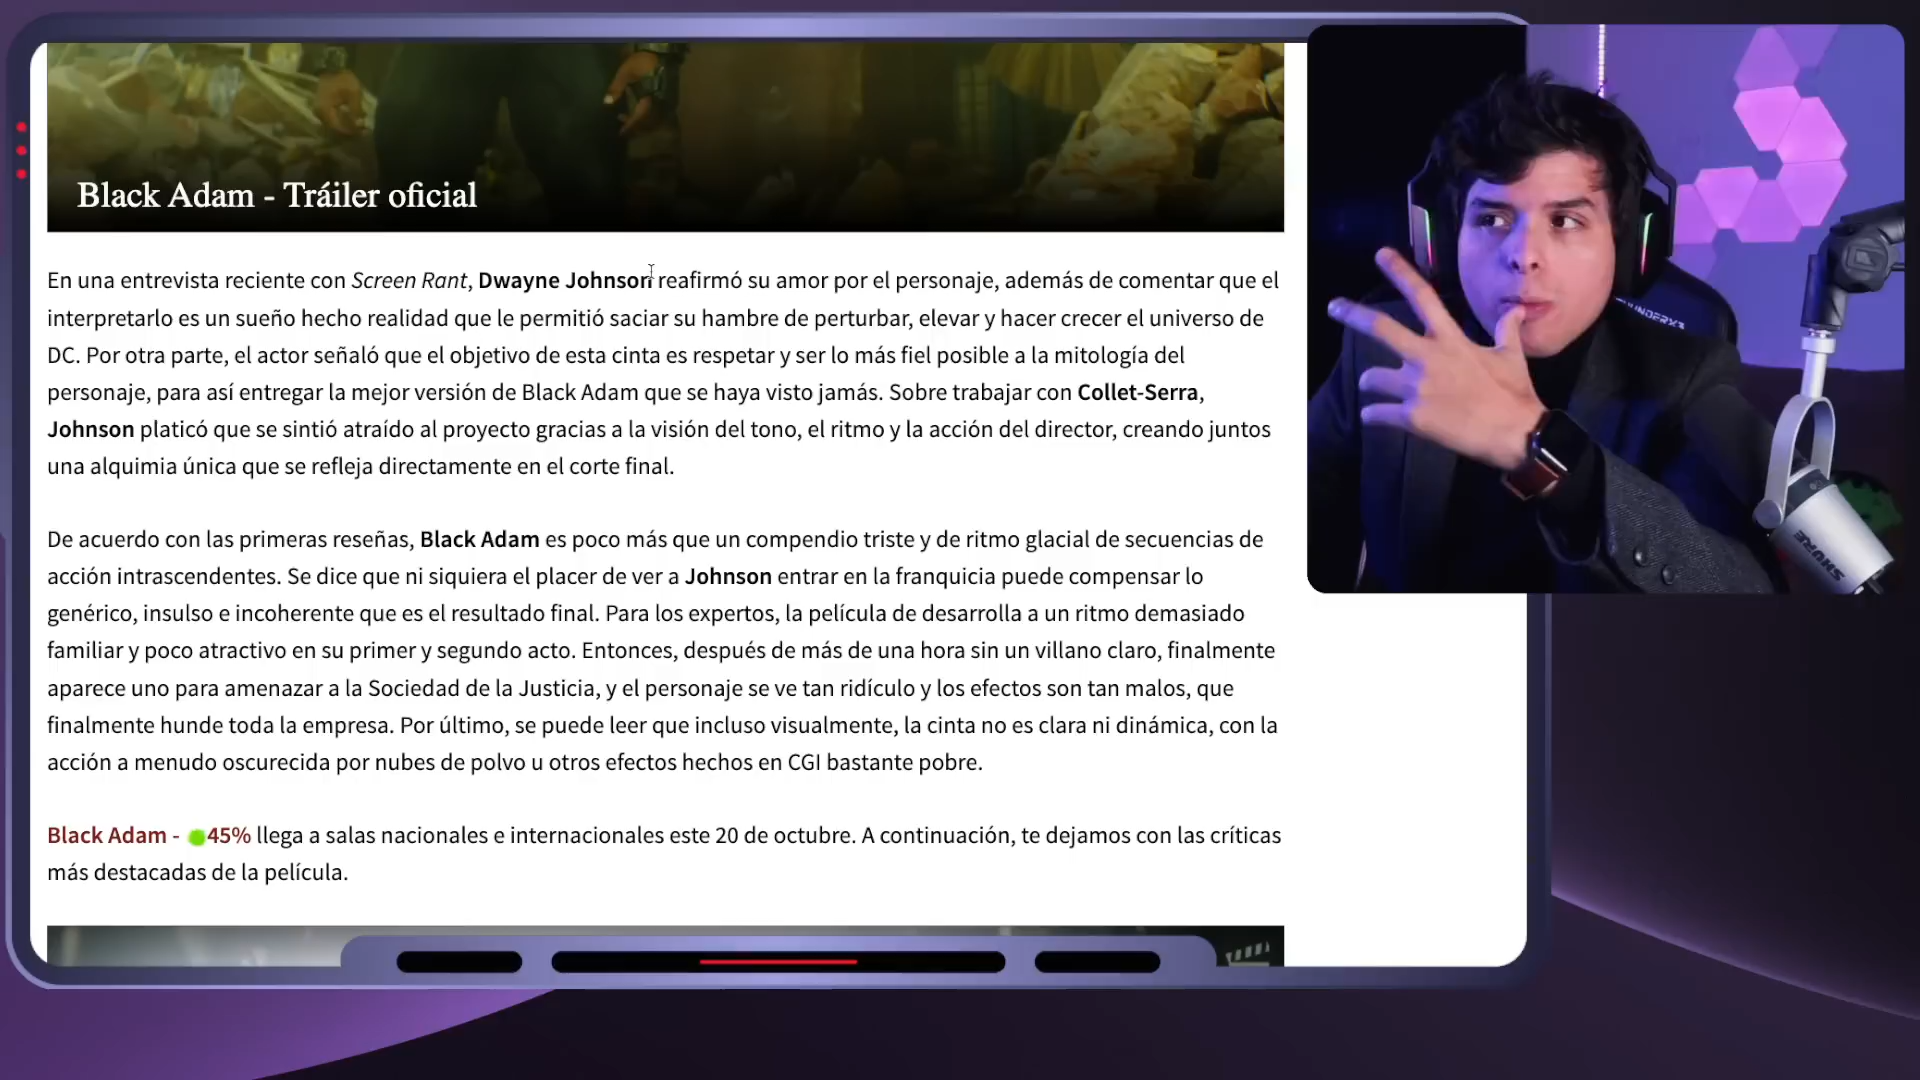 Black Adam - Tráiler oficial
En una entrevista reciente con Screen Rant, Dwayne Johnson reafirmó su amor por el personaje, además de comentar que el
interpretarlo es un sueño hecho realidad que le permitió saciar su hambre de perturbar, elevar y hacer crecer el universo de
DC. Por otra parte, el actor señaló que el objetivo de esta cinta es respetar y ser lo más fiel posible a la mitología del
personaje, para así entregar la mejor versión de Black Adam que se haya visto jamás. Sobre trabajar con Collet-Serra,
Johnson platicó que se sintió atraído al proyecto gracias a la visión del tono, el ritmo y la acción del director, creando juntos
una alquimia única que se refleja directamente en el corte final.
De acuerdo con las primeras reseñas, Black Adam es poco más que un compendio triste y de ritmo glacial de secuencias de
acción intrascendentes. Se dice que ni siquiera el placer de ver a Johnson entrar en la franquicia puede compensar lo
genérico, insulso e incoherente que es el resultado final. Para los expertos, la película de desarrolla a un ritmo demasiado
familiar y poco atractivo en su primer y segundo acto. Entonces, después de más de una hora sin un villano claro, finalmente
aparece uno para amenazar a la Sociedad de la Justicia, y el personaje se ve tan ridículo y los efectos son tan malos, que
finalmente hunde toda la empresa. Por último, se puede leer que incluso visualmente, la cinta no es clara ni dinámica, con la
acción a menudo oscurecida por nubes de polvo u otros efectos hechos en CGI bastante pobre.
Black Adam - 45% llega a salas nacionales e internacionales este 20 de octubre. A continuación, te dejamos con las críticas
más destacadas de la película.
THUNDERX3
SHURE